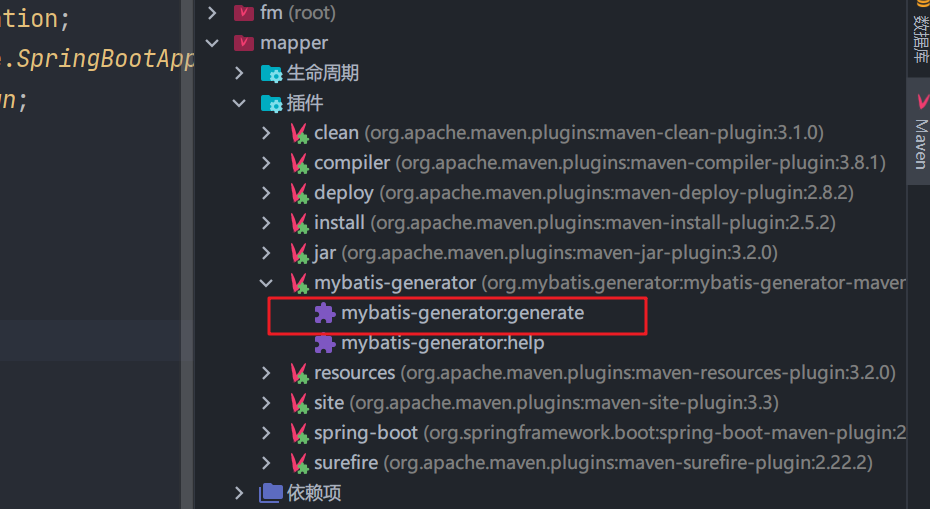 ation;
e.SpringBootApp
un;
fm (root)
mapper
生命周期
插件
clean (org.apache.maven.plugins:maven-clean-plugin:3.1.0)
compiler (org.apache.maven.plugins:maven-compiler-plugin:3.8.1)
deploy (org.apache.maven.plugins:maven-deploy-plugin:2.8.2)
install (org.apache.maven.plugins:maven-install-plugin:2.5.2)
jar (org.apache.maven.plugins:maven-jar-plugin:3.2.0)
mybatis-generator (org.mybatis.generator:mybatis-generator-maver
mybatis-generator:generate
mybatis-generator:help
resources (org.apache.maven.plugins:maven-resources-plugin:3.2.0)
site (org.apache.maven.plugins:maven-site-plugin:3.3)
spring-boot (org.springframework.boot:spring-boot-maven-plugin:2
surefire (org.apache.maven.plugins:maven-surefire-plugin:2.22.2)
依赖项
数据库
Maven